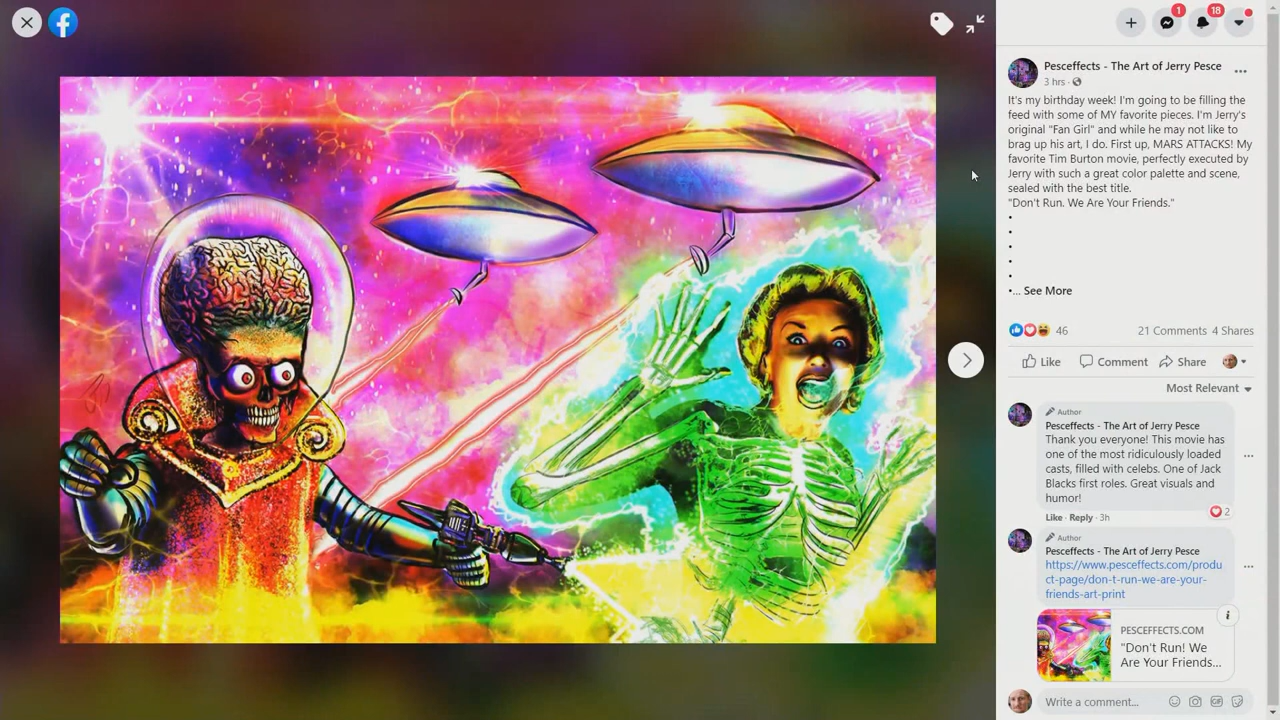 1
18
Pesceffects - The Art of Jerry Pesce
3 hrs ·
It's my birthday week! I'm going to be filling the
feed with some of MY favorite pieces. I'm Jerry's
original "Fan Girl" and while he may not like to
brag up his art, I do. First up, MARS ATTACKS! My
favorite Tim Burton movie, perfectly executed by
Jerry with such a great color palette and scene,
sealed with the best title.
"Don't Run. We Are Your Friends."
•
•
•
•
•
•... See More
46
21 Comments 4 Shares
Like Comment Share
Most Relevant
Author
Pesceffects - The Art of Jerry Pesce
Thank you everyone! This movie has
one of the most ridiculously loaded
casts, filled with celebs. One of Jack
Blacks first roles. Great visuals and
humor!
2
Like · Reply · 3h
Author
Pesceffects - The Art of Jerry Pesce
https://www.pesceffects.com/produ
ct-page/don-t-run-we-are-your-
friends-art-print
PESCEFFECTS.COM
"Don't Run! We
Are Your Friends...
Write a comment...
GIF